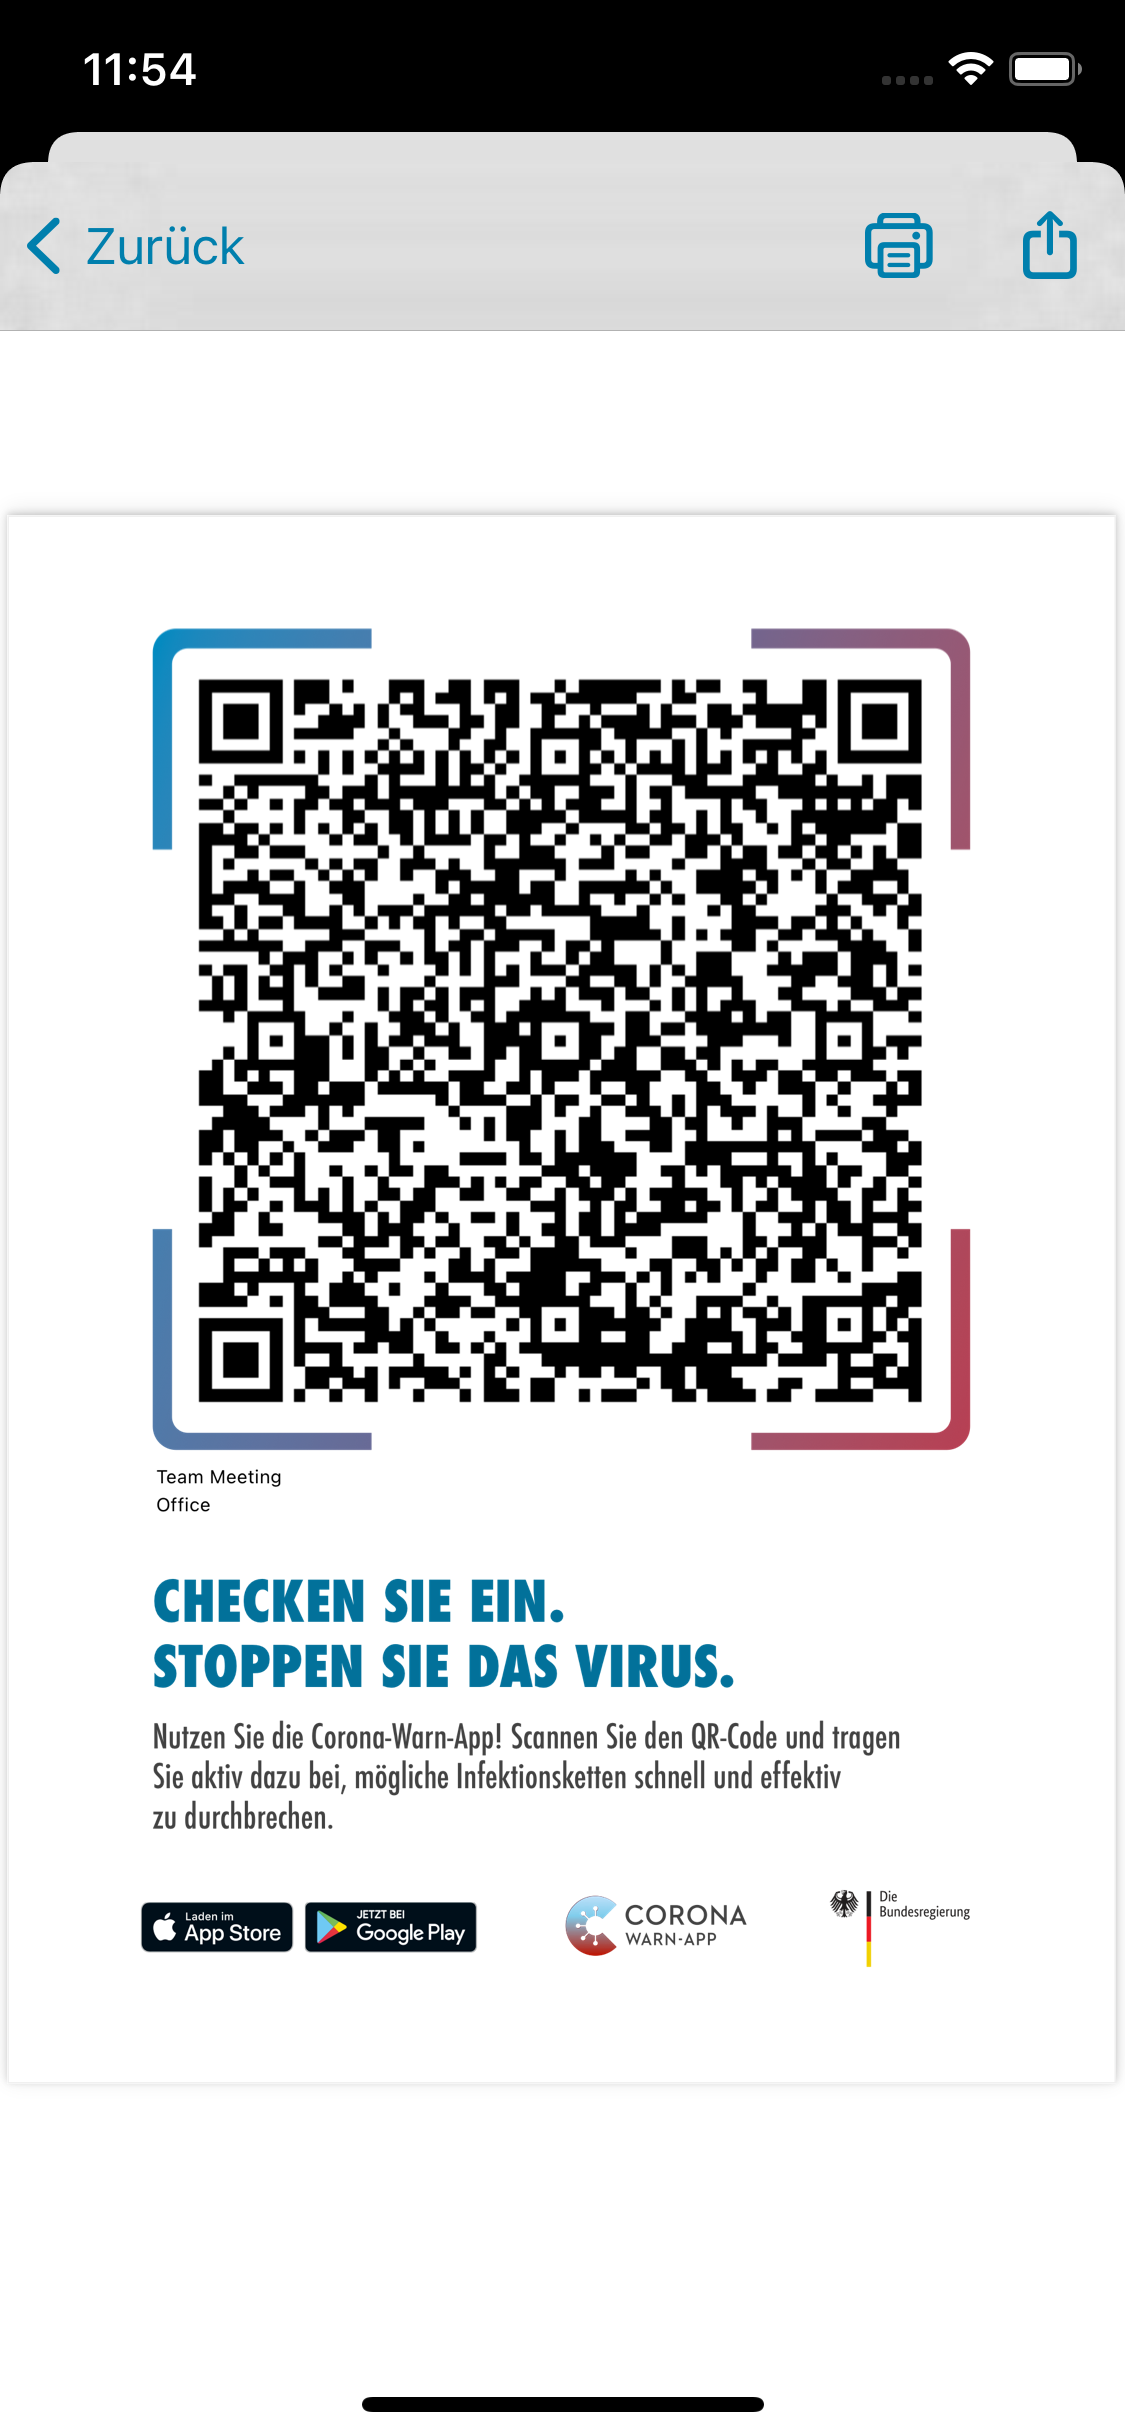 11:54
Zurück
Team Meeting
Office
CHECKEN SIE EIN.
STOPPEN SIE DAS VIRUS.
Nutzen Sie die Corona-Warn-App! Scannen Sie den QR-Code und tragen
Sie aktiv dazu bei, mögliche Infektionsketten schnell und effektiv
zu durchbrechen.
Laden im
App Store
JETZT BEI
Google Play
CORONA
WARN-APP
Die
Bundesregierung